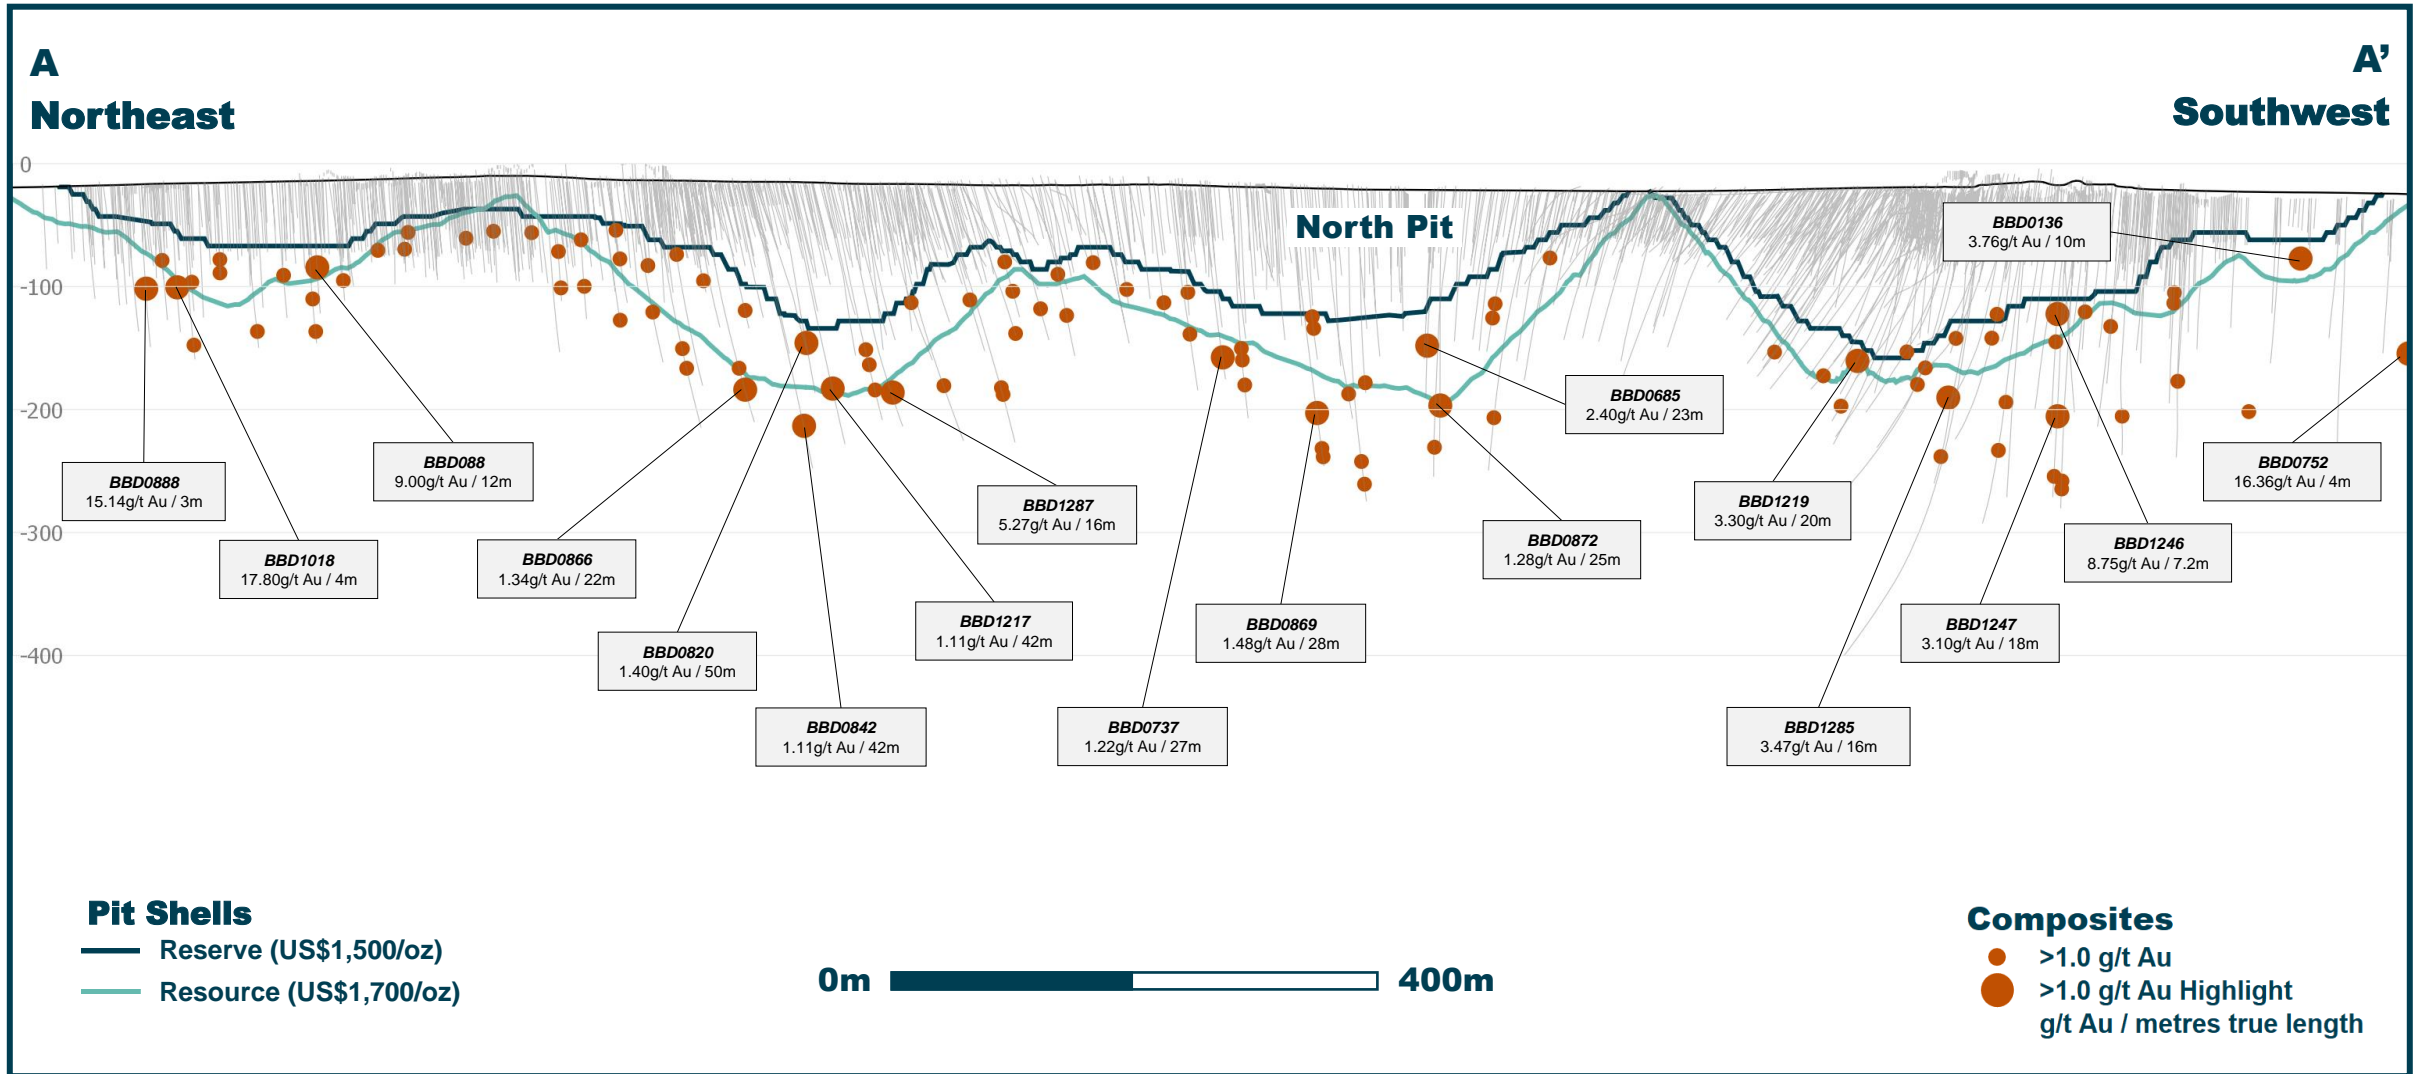 A
A’
Northeast
Southwest
0
-100
-200
-300
-400
North Pit
BBD0136
3.76g/t Au / 10m
BBD0685
2.40g/t Au / 23m
BBD088
9.00g/t Au / 12m
BBD0752
16.36g/t Au / 4m
BBD0888
15.14g/t Au / 3m
BBD1287
5.27g/t Au / 16m
BBD1219
3.30g/t Au / 20m
BBD0872
1.28g/t Au / 25m
BBD1246
8.75g/t Au / 7.2m
BBD1018
17.80g/t Au / 4m
BBD0866
1.34g/t Au / 22m
BBD1217
1.11g/t Au / 42m
BBD0869
1.48g/t Au / 28m
BBD1247
3.10g/t Au / 18m
BBD0820
1.40g/t Au / 50m
BBD0842
1.11g/t Au / 42m
BBD0737
1.22g/t Au / 27m
BBD1285
3.47g/t Au / 16m
Pit Shells
Reserve (US$1,500/oz)
Resource (US$1,700/oz)
0m
400m
Composites
>1.0 g/t Au
>1.0 g/t Au Highlight
g/t Au / metres true length